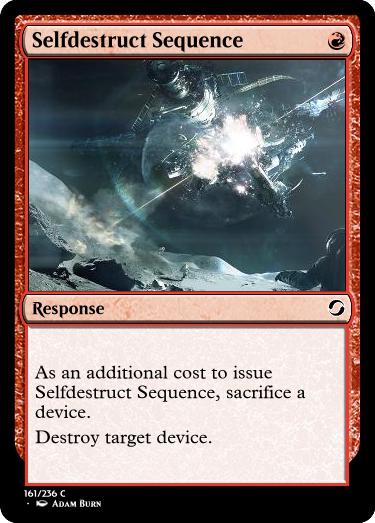 Selfdestruct Sequence
Response
As an additional cost to issue
Selfdestruct Sequence, sacrifice a
device.
Destroy target device.
161/236 C
· Adam Burn